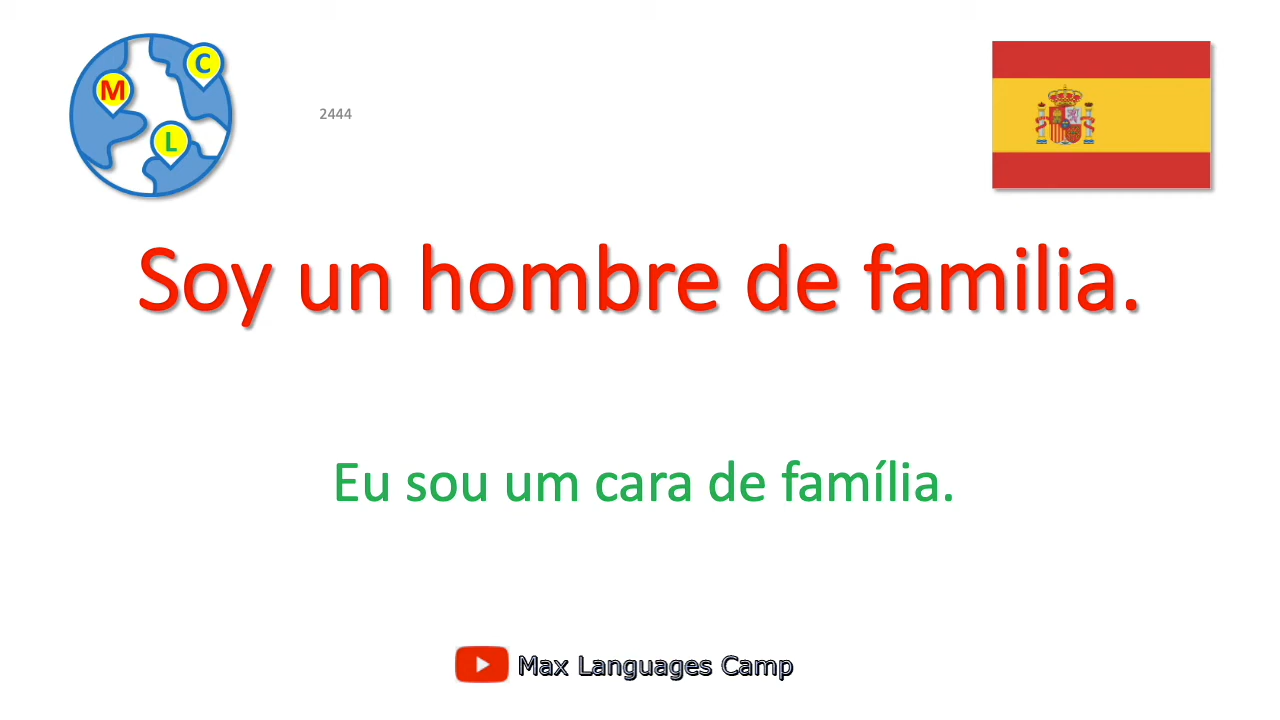 M
C
L
2444
Soy un hombre de familia.
Eu sou um cara de família.
Max Languages Camp